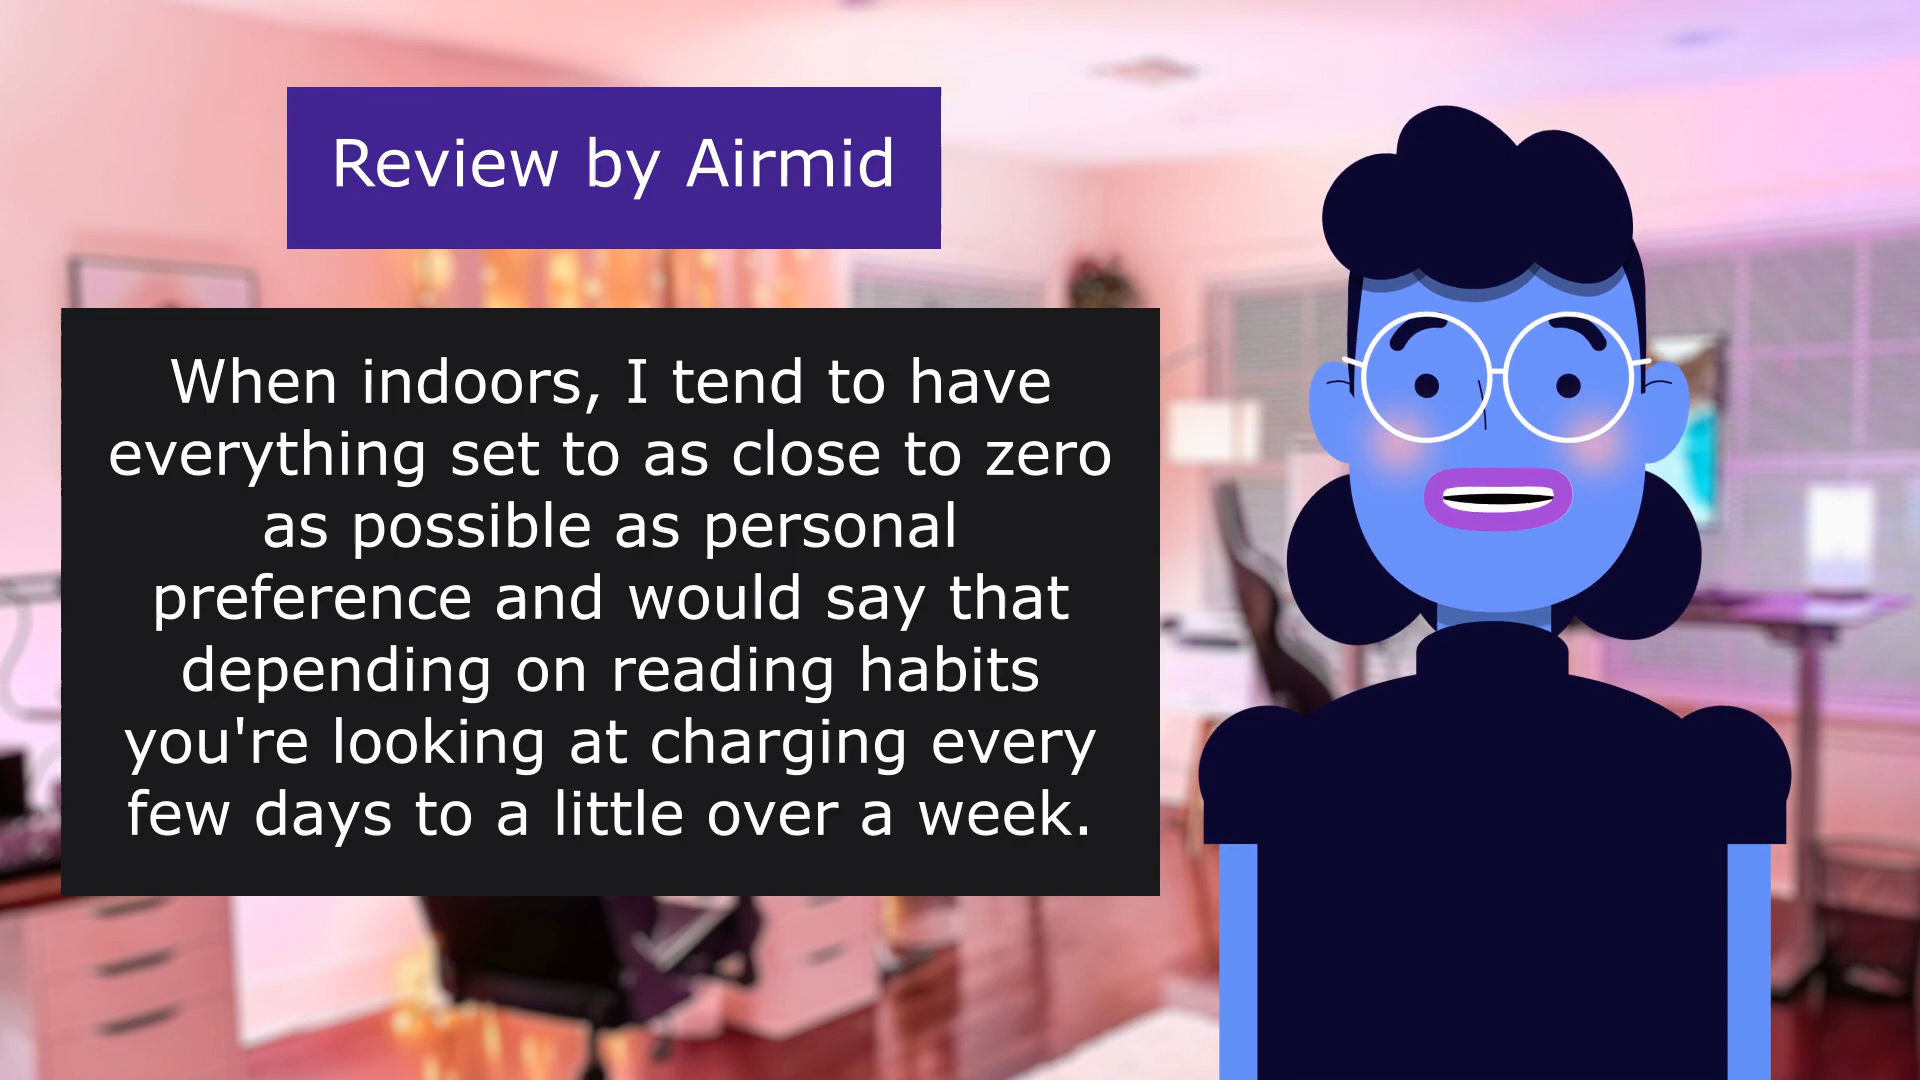 Review by Airmid
When indoors, I tend to have
everything set to as close to zero
as possible as personal
preference and would say that
depending on reading habits
you're looking at charging every
few days to a little over a week.